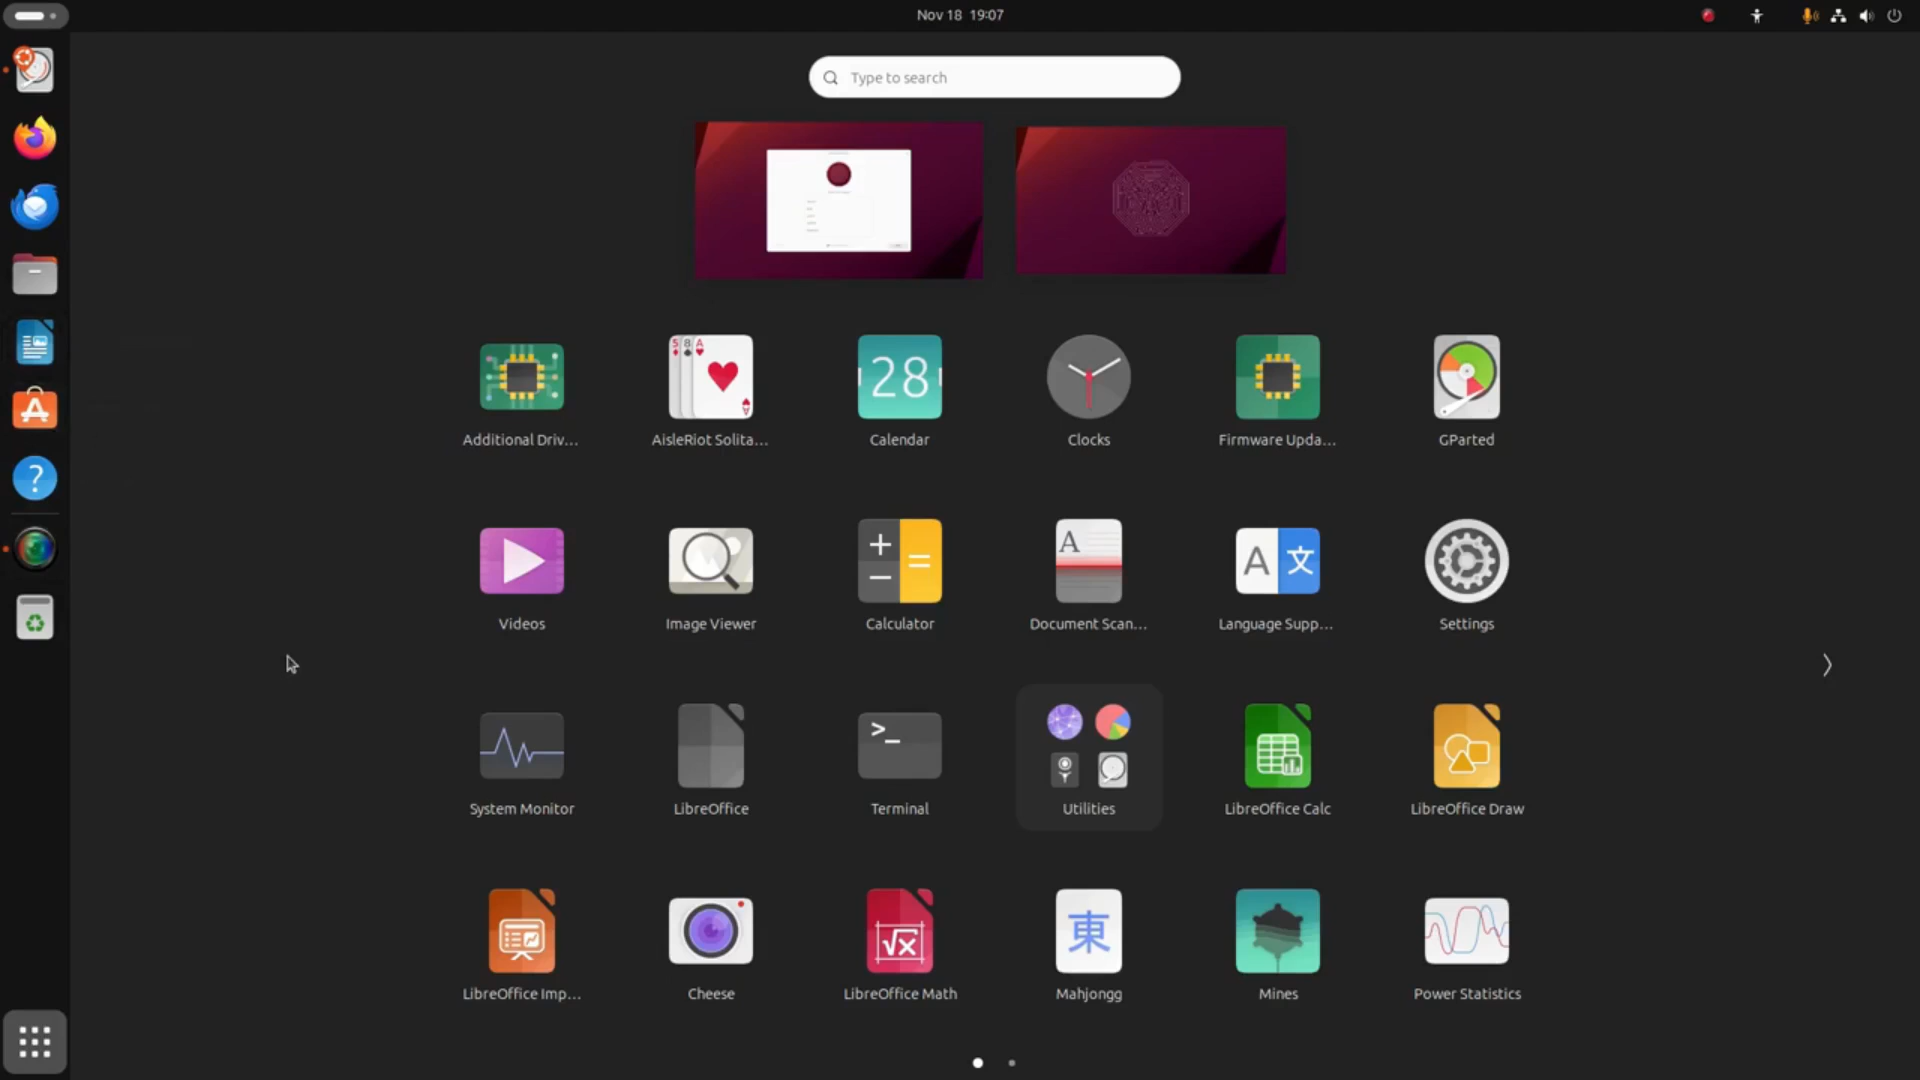 Nov 18 19:07
Type to search
Additional Driv...
AisleRiot Solita...
Calendar
Clocks
Firmware Upda...
GParted
28
Videos
Image Viewer
Calculator
Document Scan...
Language Supp...
Settings
A
A 文
System Monitor
LibreOffice
Terminal
Utilities
LibreOffice Calc
LibreOffice Draw
>_
LibreOffice Imp...
Cheese
LibreOffice Math
Mahjongg
Mines
Power Statistics
√x
東